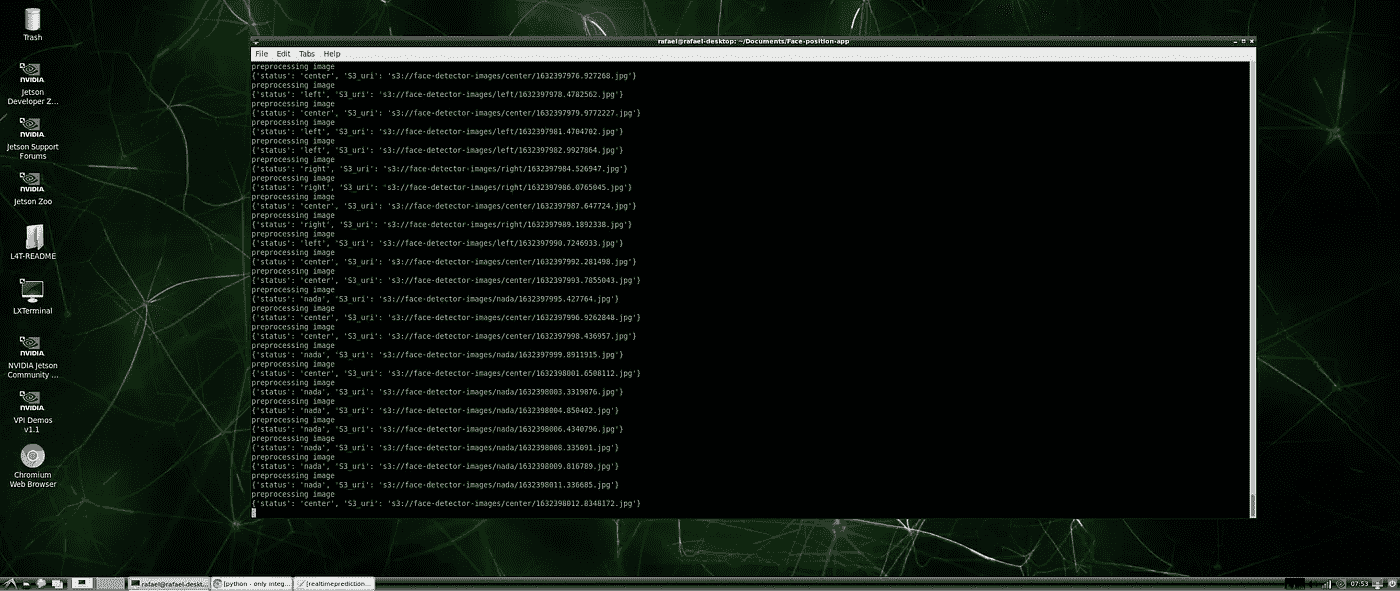 Trash
NVIDIA
Jetson
Developer Z...
NVIDIA
Jetson Support
Forums
NVIDIA
Jetson Zoo
L4T-README
LXTerminal
NVIDIA
NVIDIA Jetson
Community ...
NVIDIA
VPI Demos
v1.1
Chromium
Web Browser
rafael@rafael-desktop: ~/Documents/Face-position-app
File Edit Tabs Help
preprocessing image
{'status': 'center', 'S3_uri': 's3://face-detector-images/center/1632397976.927268.jpg'}
preprocessing image
{'status': 'left', 'S3_uri': 's3://face-detector-images/left/1632397978.4782562.jpg'}
preprocessing image
{'status': 'center', 'S3_uri': 's3://face-detector-images/center/1632397979.9772227.jpg'}
preprocessing image
{'status': 'left', 'S3_uri': 's3://face-detector-images/left/1632397981.4704702.jpg'}
preprocessing image
{'status': 'left', 'S3_uri': 's3://face-detector-images/left/1632397982.9927864.jpg'}
preprocessing image
{'status': 'right', 'S3_uri': 's3://face-detector-images/right/1632397984.526947.jpg'}
preprocessing image
{'status': 'right', 'S3_uri': 's3://face-detector-images/right/1632397986.0765045.jpg'}
preprocessing image
{'status': 'center', 'S3_uri': 's3://face-detector-images/center/1632397987.647724.jpg'}
preprocessing image
{'status': 'right', 'S3_uri': 's3://face-detector-images/right/1632397989.1892338.jpg'}
preprocessing image
{'status': 'left', 'S3_uri': 's3://face-detector-images/left/1632397990.7246933.jpg'}
preprocessing image
{'status': 'center', 'S3_uri': 's3://face-detector-images/center/1632397992.281498.jpg'}
preprocessing image
{'status': 'center', 'S3_uri': 's3://face-detector-images/center/1632397993.7855043.jpg'}
preprocessing image
{'status': 'nada', 'S3_uri': 's3://face-detector-images/nada/1632397995.427764.jpg'}
preprocessing image
{'status': 'center', 'S3_uri': 's3://face-detector-images/center/1632397996.9262848.jpg'}
preprocessing image
{'status': 'center', 'S3_uri': 's3://face-detector-images/center/1632397998.436957.jpg'}
preprocessing image
{'status': 'nada', 'S3_uri': 's3://face-detector-images/nada/1632397999.8911915.jpg'}
preprocessing image
{'status': 'center', 'S3_uri': 's3://face-detector-images/center/1632398001.6508112.jpg'}
preprocessing image
{'status': 'nada', 'S3_uri': 's3://face-detector-images/nada/1632398003.3319876.jpg'}
preprocessing image
{'status': 'nada', 'S3_uri': 's3://face-detector-images/nada/1632398004.850402.jpg'}
preprocessing image
{'status': 'nada', 'S3_uri': 's3://face-detector-images/nada/1632398006.4340796.jpg'}
preprocessing image
{'status': 'nada', 'S3_uri': 's3://face-detector-images/nada/1632398008.335091.jpg'}
preprocessing image
{'status': 'nada', 'S3_uri': 's3://face-detector-images/nada/1632398009.816789.jpg'}
preprocessing image
{'status': 'nada', 'S3_uri': 's3://face-detector-images/nada/1632398011.336685.jpg'}
preprocessing image
{'status': 'center', 'S3_uri': 's3://face-detector-images/center/1632398012.8348172.jpg'}
rafael@rafael-deskt... [python - only integ... [realtimeprediction... 07:53